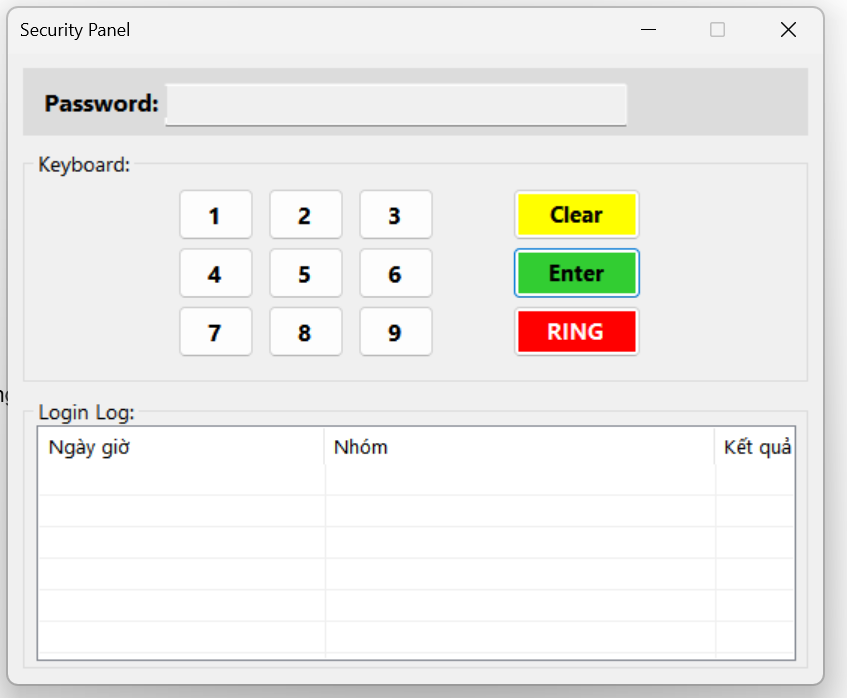 Security Panel
Password:
Keyboard:
1 2 3 Clear
4 5 6 Enter
7 8 9 RING
Login Log:
Ngày giờ Nhóm Kết quả